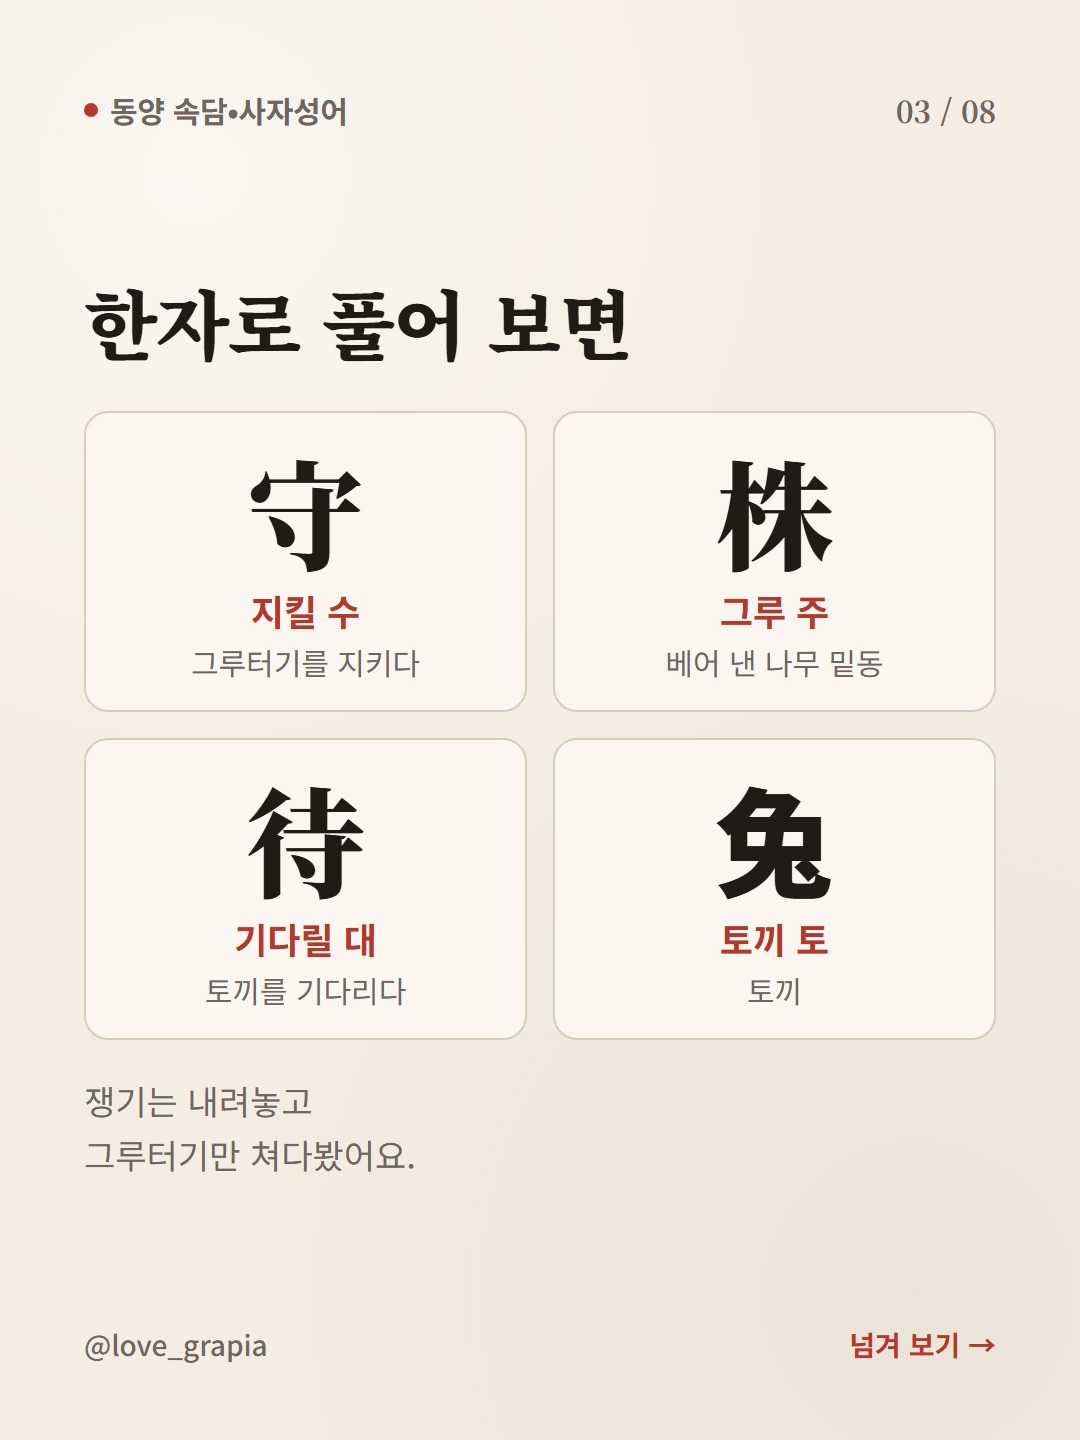 동양 속담•사자성어
03 / 08
한자로 풀어 보면
守
지킬 수
그루터기를 지키다
株
그루 주
베어 낸 나무 밑동
待
기다릴 대
토끼를 기다리다
兔
토끼 토
토끼
쟁기는 내려놓고
그루터기만 쳐다봤어요.
@love_grapia
넘겨 보기 →